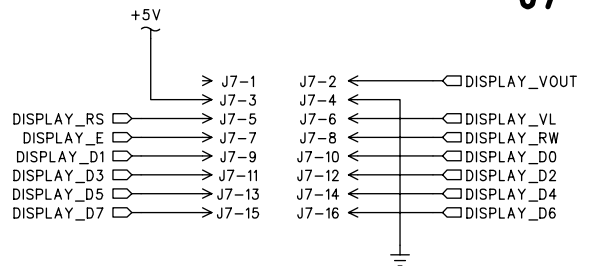 J7
+5V
J7-1 J7-2 DISPLAY_VOUT
J7-3 J7-4
DISPLAY_RS J7-5 J7-6 DISPLAY_VL
DISPLAY_E J7-7 J7-8 DISPLAY_RW
DISPLAY_D1 J7-9 J7-10 DISPLAY_D0
DISPLAY_D3 J7-11 J7-12 DISPLAY_D2
DISPLAY_D5 J7-13 J7-14 DISPLAY_D4
DISPLAY_D7 J7-15 J7-16 DISPLAY_D6